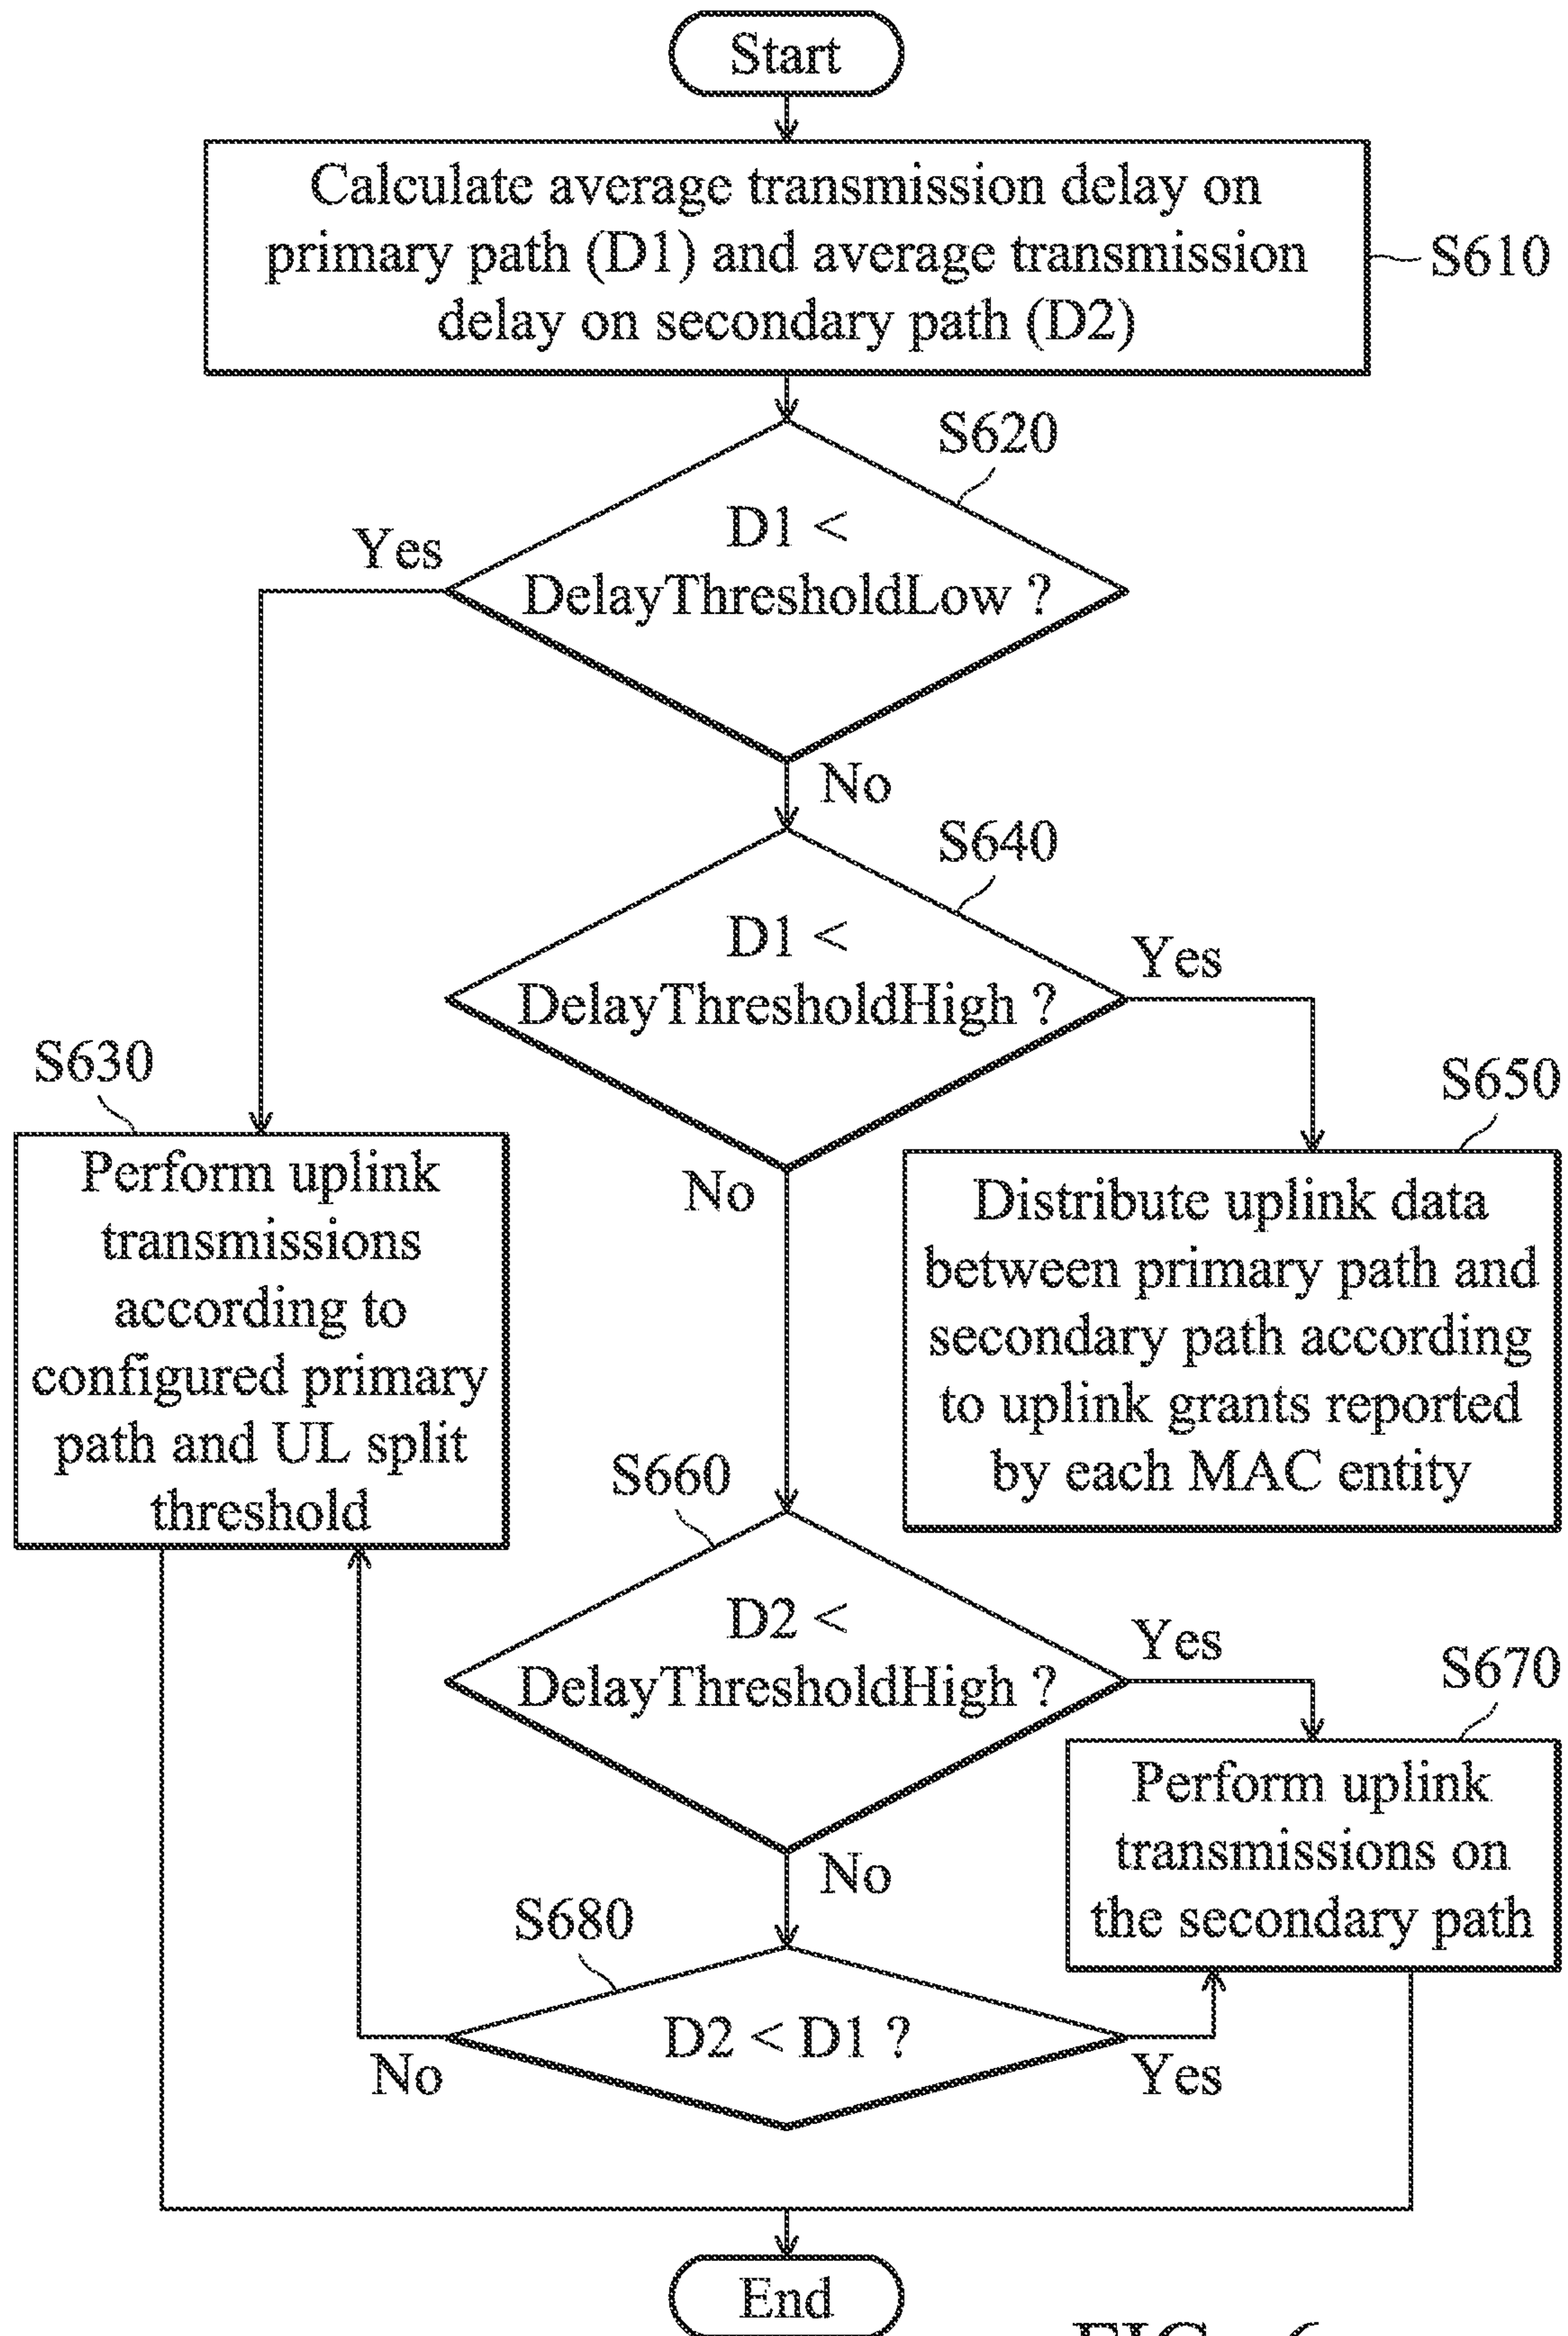 Start
Calculate average transmission delay on
primary path (D1) and average transmission
delay on secondary path (D2)
S610
S620
D1 <
DelayThresholdLow ?
Yes
No
S640
D1 <
DelayThresholdHigh ?
Yes
No
S630
Perform uplink
transmissions
according to
configured primary
path and UL split
threshold
S650
Distribute uplink data
between primary path and
secondary path according
to uplink grants reported
by each MAC entity
S660
D2 <
DelayThresholdHigh ?
Yes
No
S670
Perform uplink
transmissions on
the secondary path
S680
D2 < D1 ?
No
Yes
End